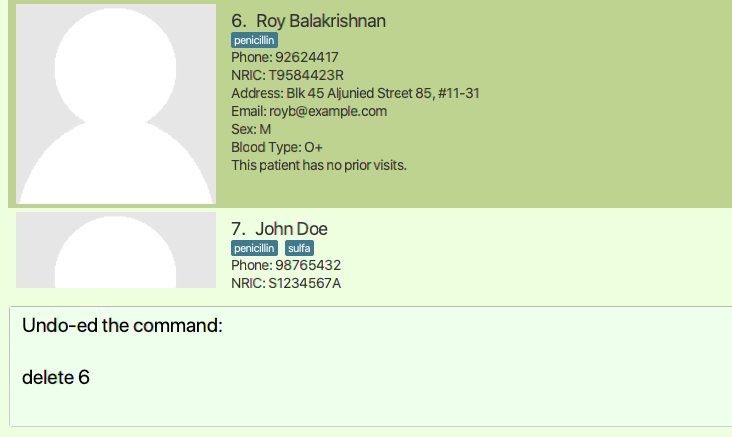 6. Roy Balakrishnan
penicillin
Phone: 92624417
NRIC: T9584423R
Address: Blk 45 Aljunied Street 85, #11-31
Email: royb@example.com
Sex: M
Blood Type: O+
This patient has no prior visits.
7. John Doe
penicillin sulfa
Phone: 98765432
NRIC: S1234567A
Undo-ed the command:
delete 6